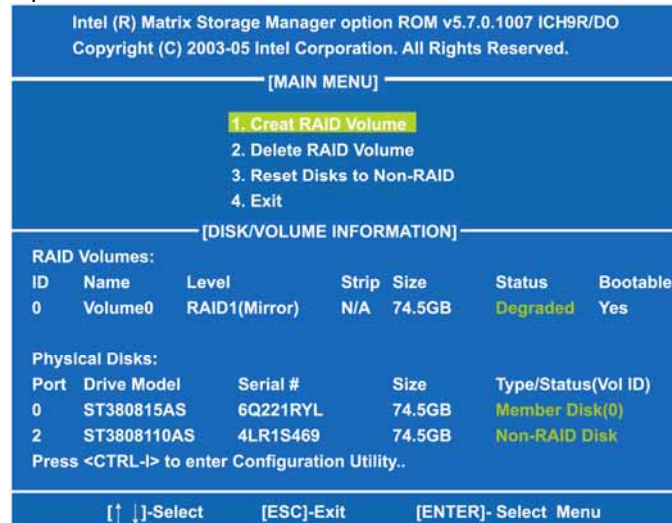 Intel (R) Matrix Storage Manager option ROM v5.7.0.1007 ICH9R/DO
Copyright (C) 2003-05 Intel Corporation. All Rights Reserved.
[MAIN MENU]
1. Creat RAID Volume
2. Delete RAID Volume
3. Reset Disks to Non-RAID
4. Exit
[DISK/VOLUME INFORMATION]
RAID Volumes:
ID Name Level Strip Size Status Bootable
0 Volume0 RAID1(Mirror) N/A 74.5GB Degraded Yes
Physical Disks:
Port Drive Model Serial # Size Type/Status(Vol ID)
0 ST380815AS 6Q221RYL 74.5GB Member Disk(0)
2 ST3808110AS 4LR1S469 74.5GB Non-RAID Disk
Press <CTRL-I> to enter Configuration Utility..
[↑ ↓]-Select [ESC]-Exit [ENTER]- Select Menu